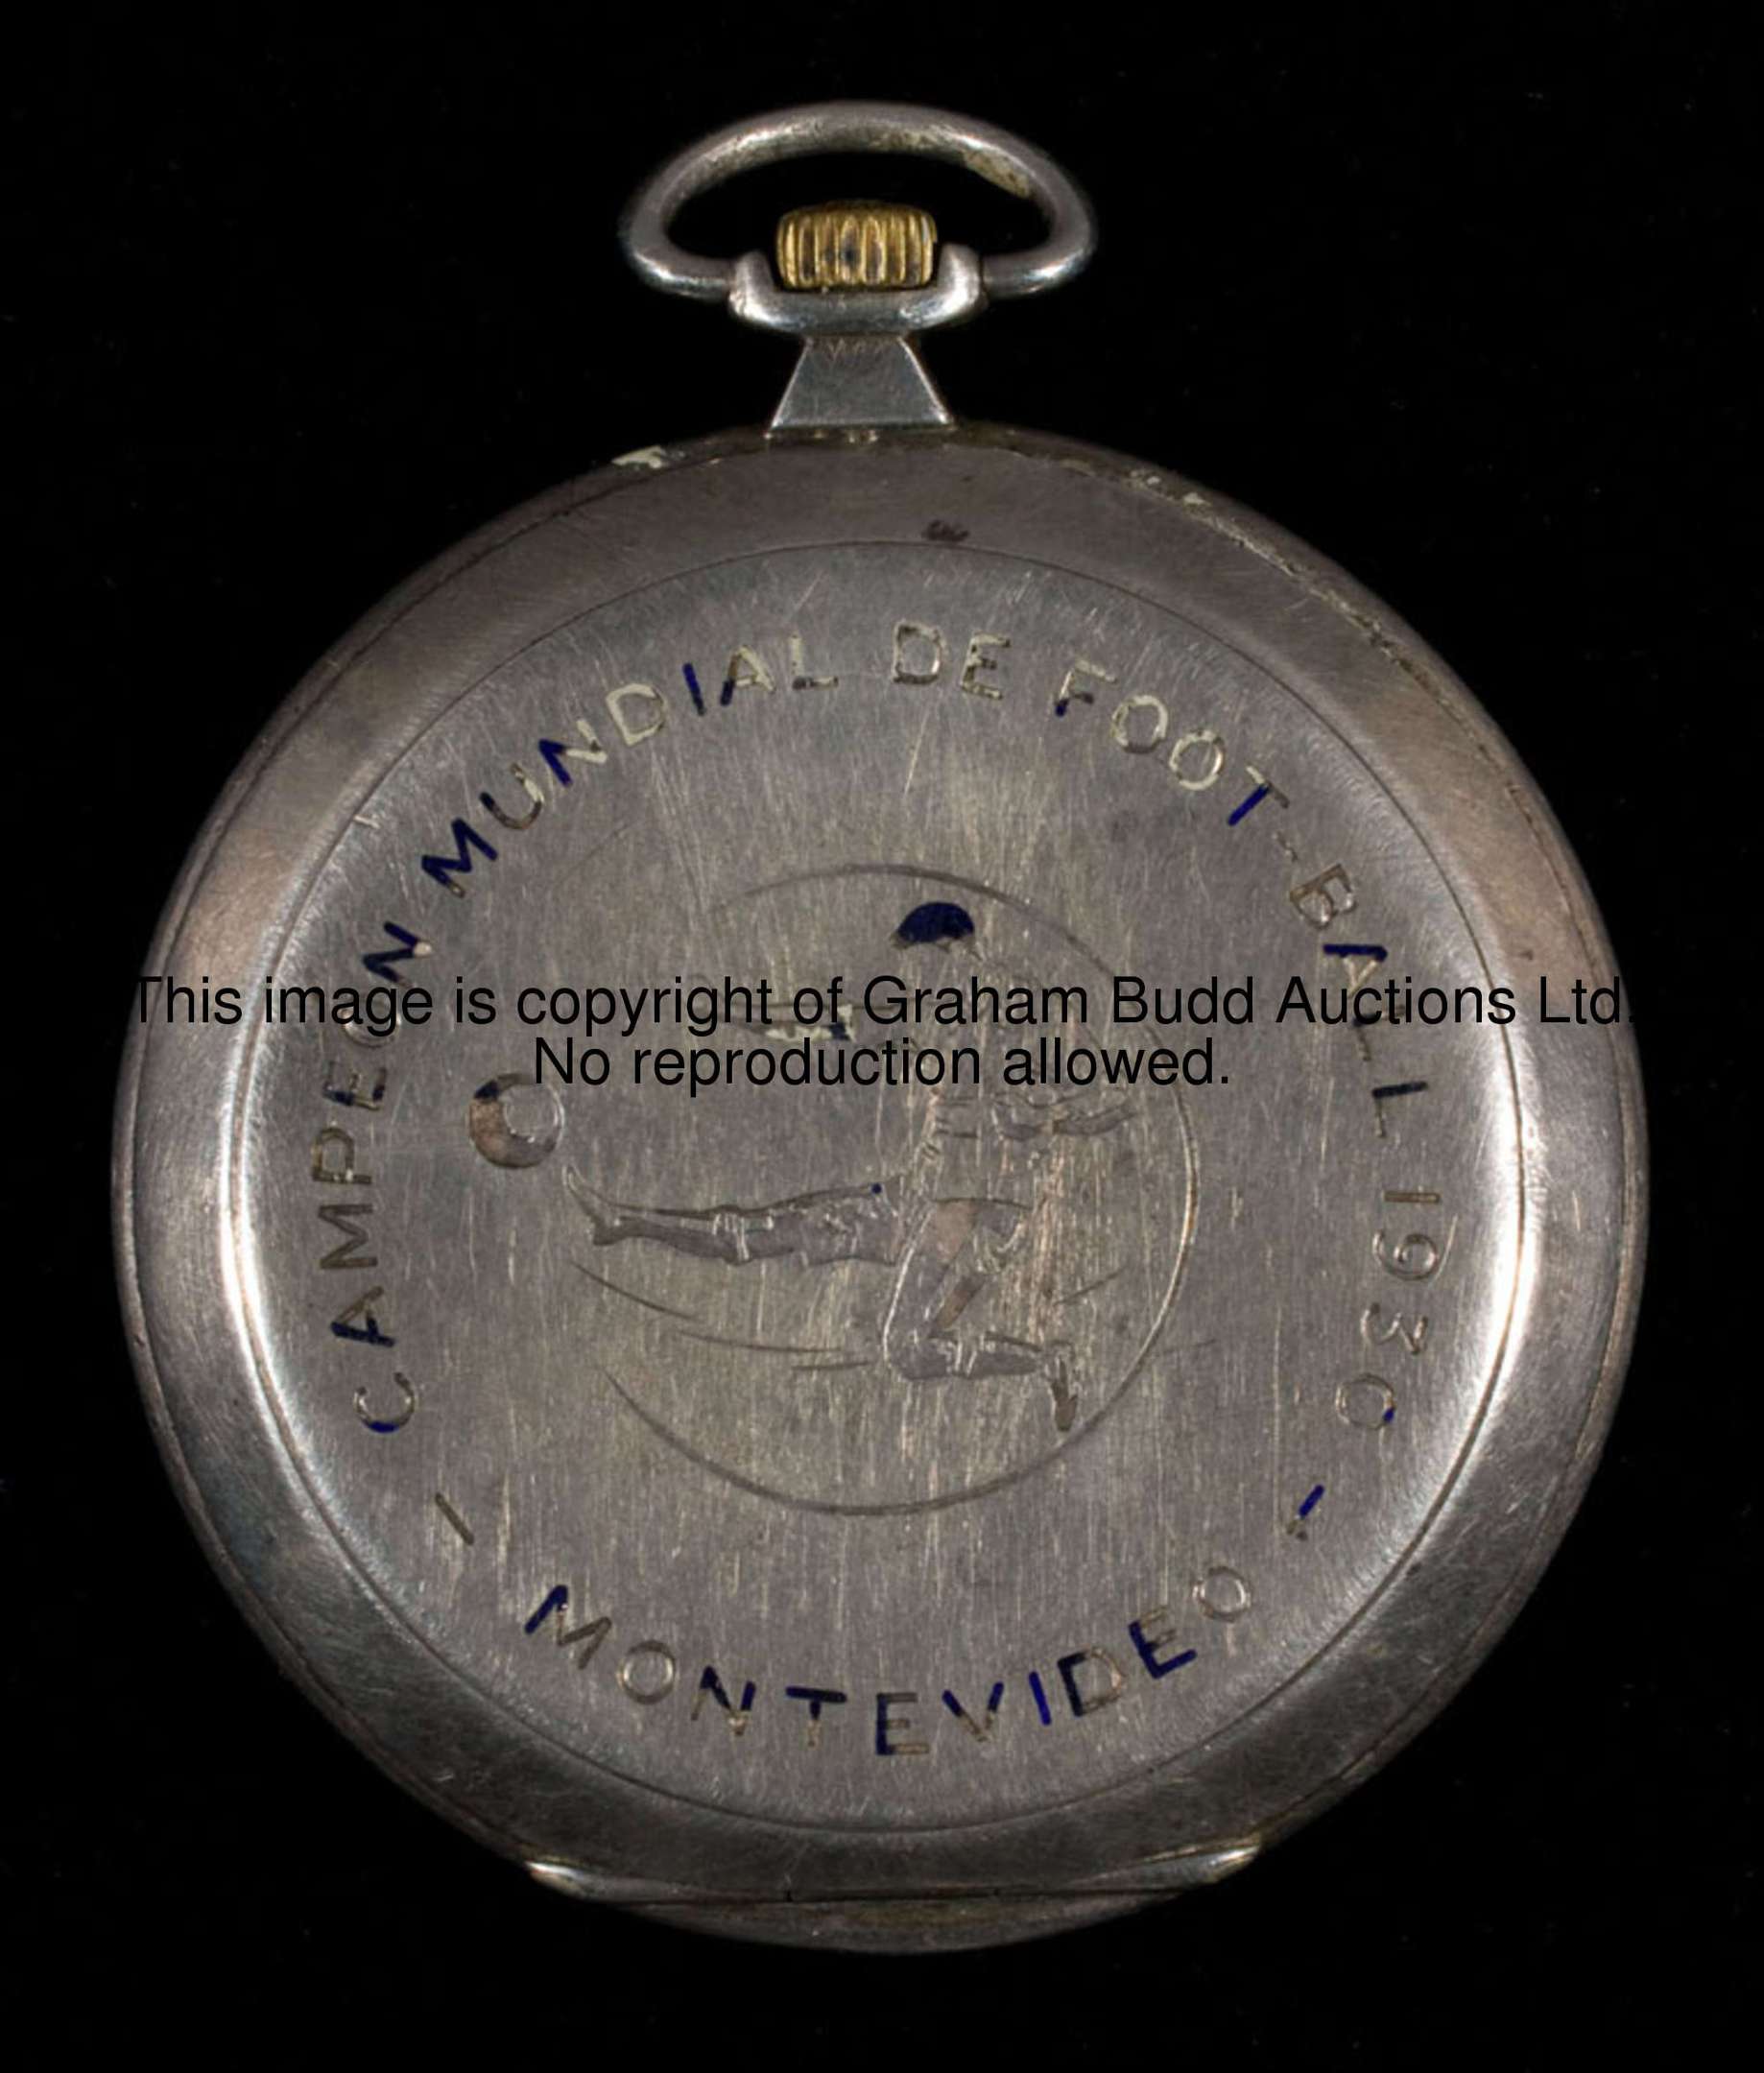 CAMPEON MUNDIAL DE FOOT-BALL 1930
- MONTEVIDEO -
This image is copyright of Graham Budd Auctions Ltd.
No reproduction allowed.